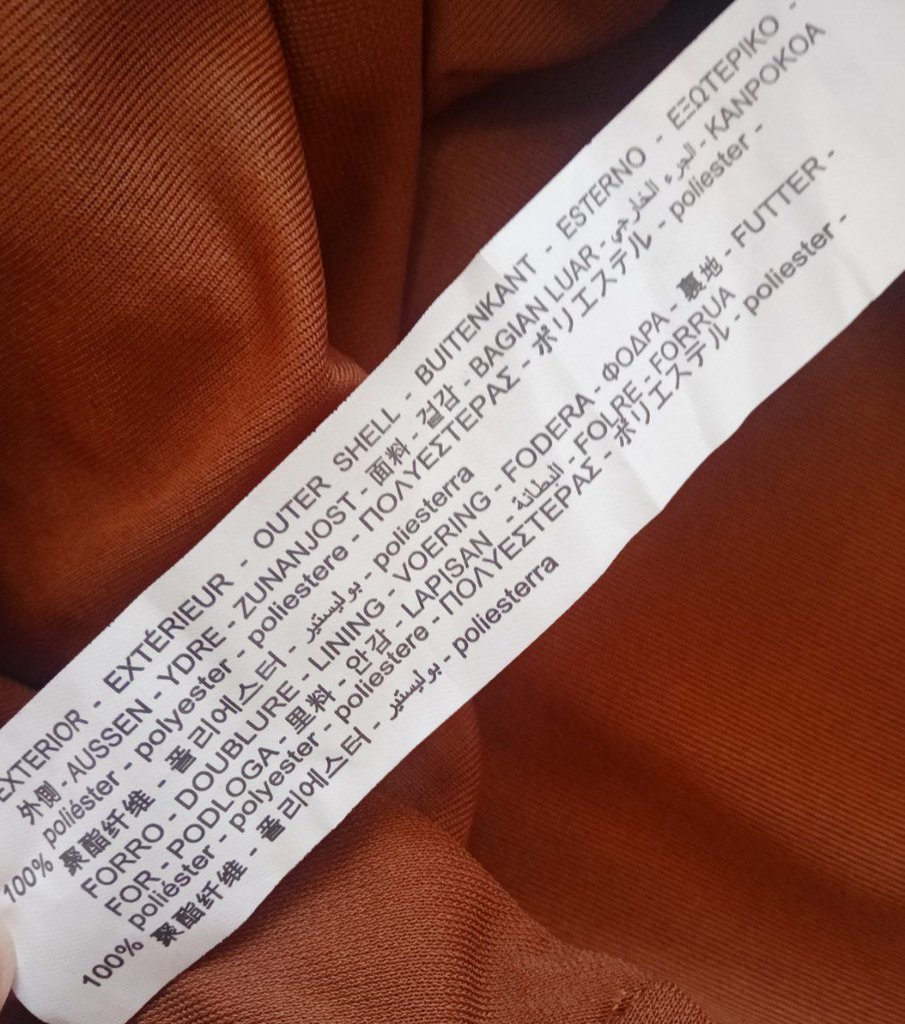 EXTERIOR - EXTÉRIEUR - OUTER SHELL - BUITENKANT - ESTERNO - ΕΞΩΤΕΡΙΚΟ -
外側 - AUSSEN - YDRE - ZUNANJOST - 面料 - 겉감 - BAGIAN LUAR - الجزء الخارجي - KANPOKOA
100% poliéster - polyester - poliestere - ΠΟΛΥΕΣΤΕΡΑΣ - ポリエステル - poliester -
聚酯纤维 - 폴리에스터 - بوليستير - poliesterra
FORRO - DOUBLURE - LINING - VOERING - FODERA - ΦΟΔΡΑ - 裏地 - FUTTER -
FOR - PODLOGA - 里料 - 안감 - LAPISAN - البطانة - FOLRE - FORRUA
100% poliéster - polyester - poliestere - ΠΟΛΥΕΣΤΕΡΑΣ - ポリエステル - poliester -
聚酯纤维 - 폴리에스터 - بوليستير - poliesterra